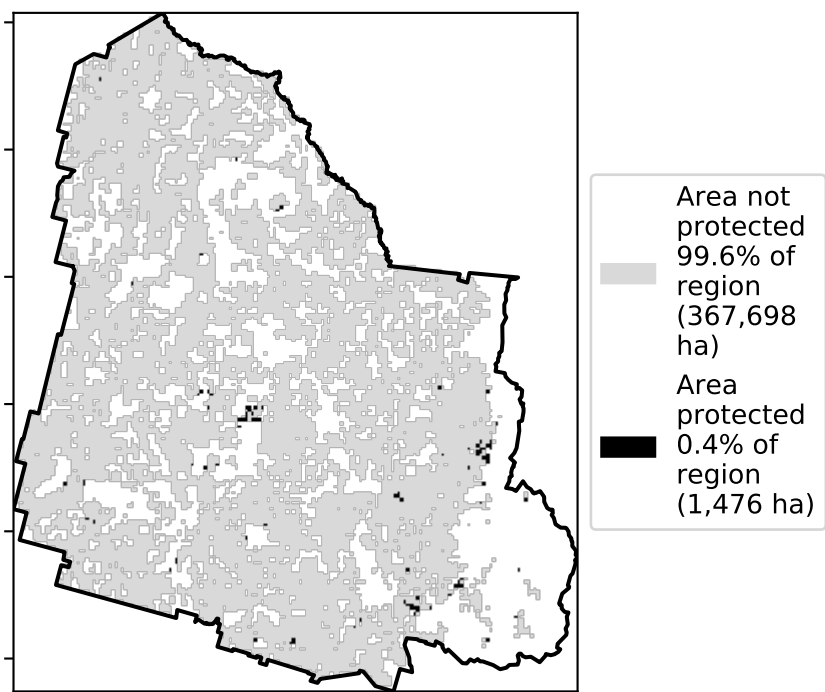 Area not
protected
99.6% of
region
(367,698
ha)
Area
protected
0.4% of
region
(1,476 ha)